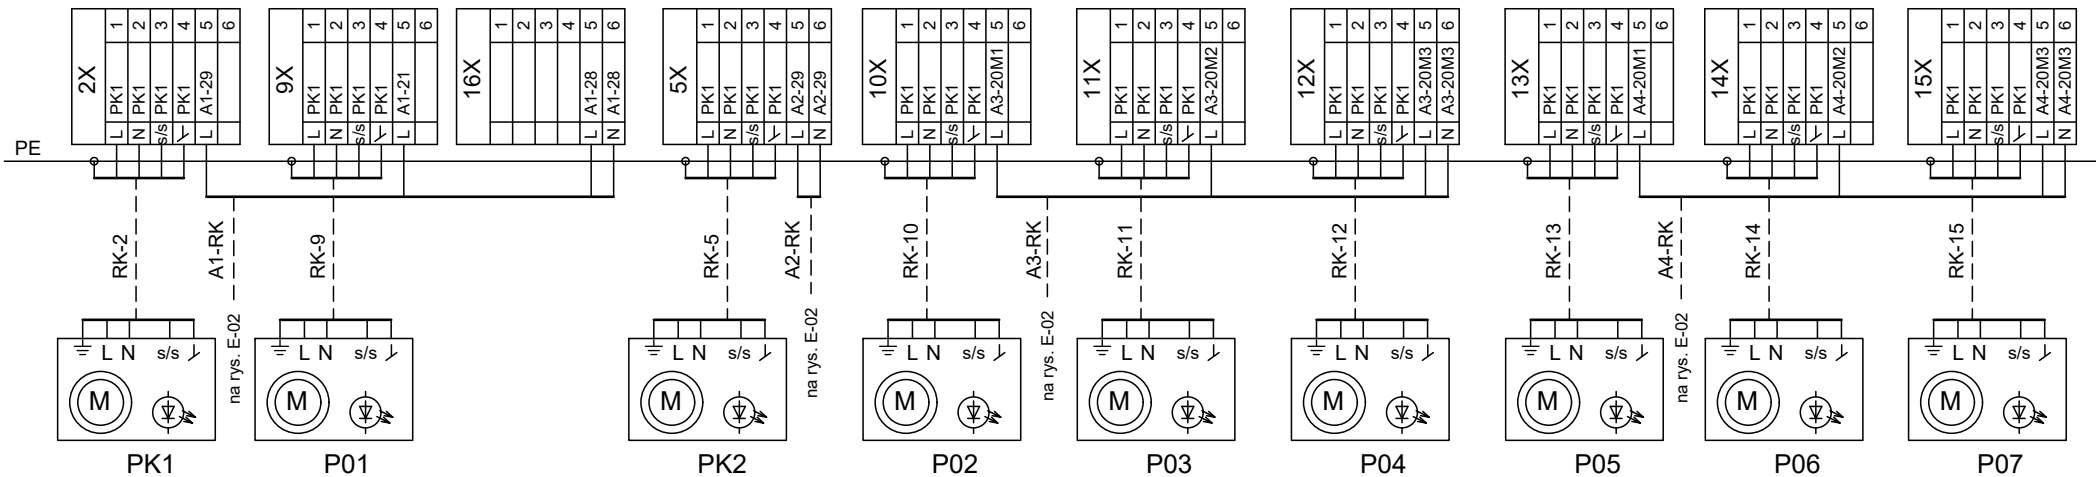 2X 1 2 3 4 5 6
PK1 PK1 PK1 PK1 A1-29
L N s/s L
9X 1 2 3 4 5 6
PK1 PK1 PK1 PK1 A1-21
L N s/s L
16X 1 2 3 4 5 6
A1-28 A1-28
L N
5X 1 2 3 4 5 6
PK1 PK1 PK1 PK1 A2-29 A2-29
L N s/s L N
10X 1 2 3 4 5 6
PK1 PK1 PK1 PK1 A3-20M1
L N s/s L
11X 1 2 3 4 5 6
PK1 PK1 PK1 PK1 A3-20M2
L N s/s L
12X 1 2 3 4 5 6
PK1 PK1 PK1 PK1 A3-20M3 A3-20M3
L N s/s L N
13X 1 2 3 4 5 6
PK1 PK1 PK1 PK1 A4-20M1
L N s/s L
14X 1 2 3 4 5 6
PK1 PK1 PK1 PK1 A4-20M2
L N s/s L
15X 1 2 3 4 5 6
PK1 PK1 PK1 PK1 A4-20M3 A4-20M3
L N s/s L N
PE
RK-2
A1-RK
na rys. E-02
RK-9
RK-5
A2-RK
na rys. E-02
RK-10
A3-RK
na rys. E-02
RK-11
RK-12
RK-13
A4-RK
na rys. E-02
RK-14
RK-15
L N s/s
M
PK1
L N s/s
M
P01
L N s/s
M
PK2
L N s/s
M
P02
L N s/s
M
P03
L N s/s
M
P04
L N s/s
M
P05
L N s/s
M
P06
L N s/s
M
P07